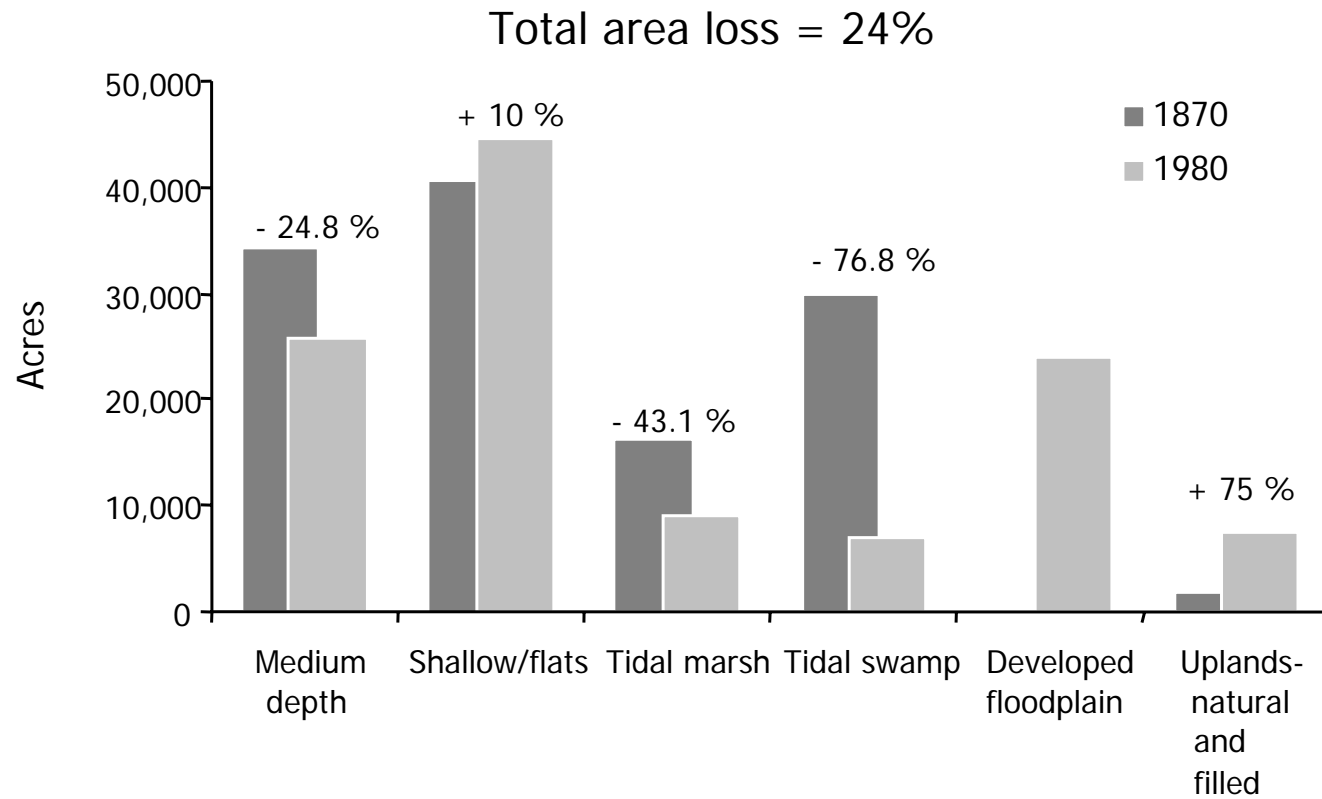 Total area loss = 24%
50,000
40,000
30,000
20,000
10,000
0
Acres
+ 10 %
- 24.8 %
- 76.8 %
- 43.1 %
+ 75 %
1870
1980
Medium
depth
Shallow/flats
Tidal marsh
Tidal swamp
Developed
floodplain
Uplands-
natural
and
filled